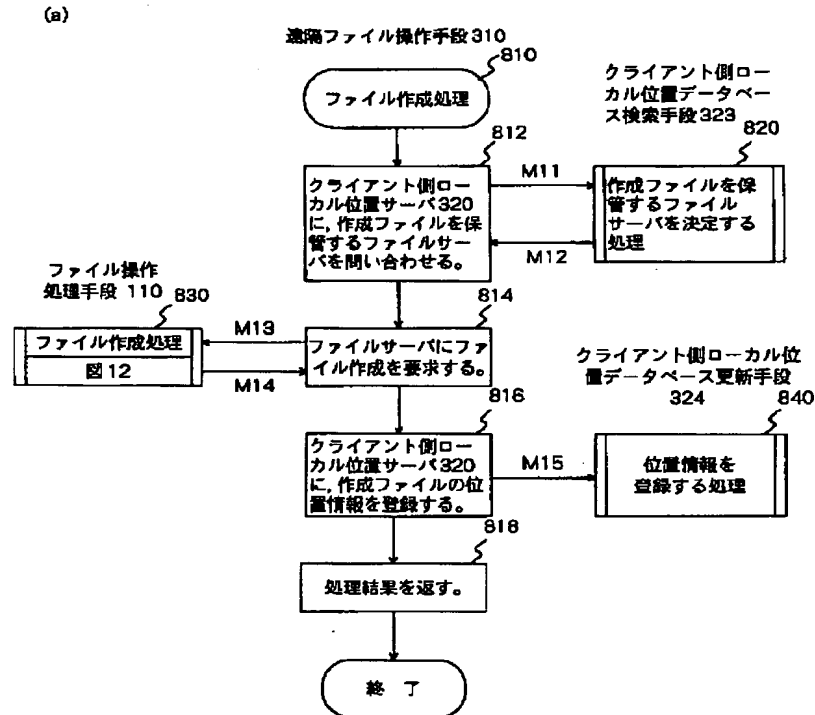 (a)
遠隔ファイル操作手段310
810
ファイル作成処理
クライアント側ロー
カル位置データベー
ス検索手段323
820
812
クライアント側ロー
カル位置サーバ320
に,作成ファイルを保
管するファイルサー
バを問い合わせる。
M11
M12
作成ファイルを保
管するファイル
サーバを決定する
処理
ファイル操作
処理手段 110
830
ファイル作成処理
図12
M13
M14
814
ファイルサーバにファ
イル作成を要求する。
クライアント側ローカル位
置データベース更新手段
324
840
816
クライアント側ロー
カル位置サーバ320
に,作成ファイルの位
置情報を登録する。
M15
位置情報を
登録する処理
818
処理結果を返す。
終 了